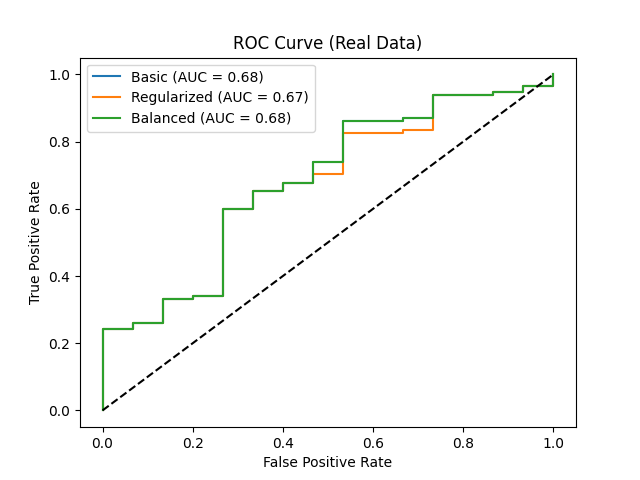 ROC Curve (Real Data)
Basic (AUC = 0.68)
Regularized (AUC = 0.67)
Balanced (AUC = 0.68)
True Positive Rate
1.0
0.8
0.6
0.4
0.2
0.0
0.0 0.2 0.4 0.6 0.8 1.0
False Positive Rate